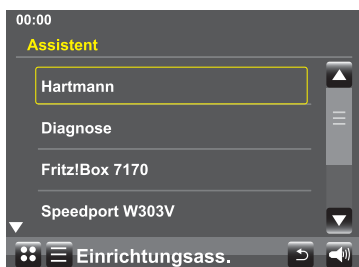 00:00
Assistent
Hartmann
Diagnose
Fritz!Box 7170
Speedport W303V
Einrichtungsass.